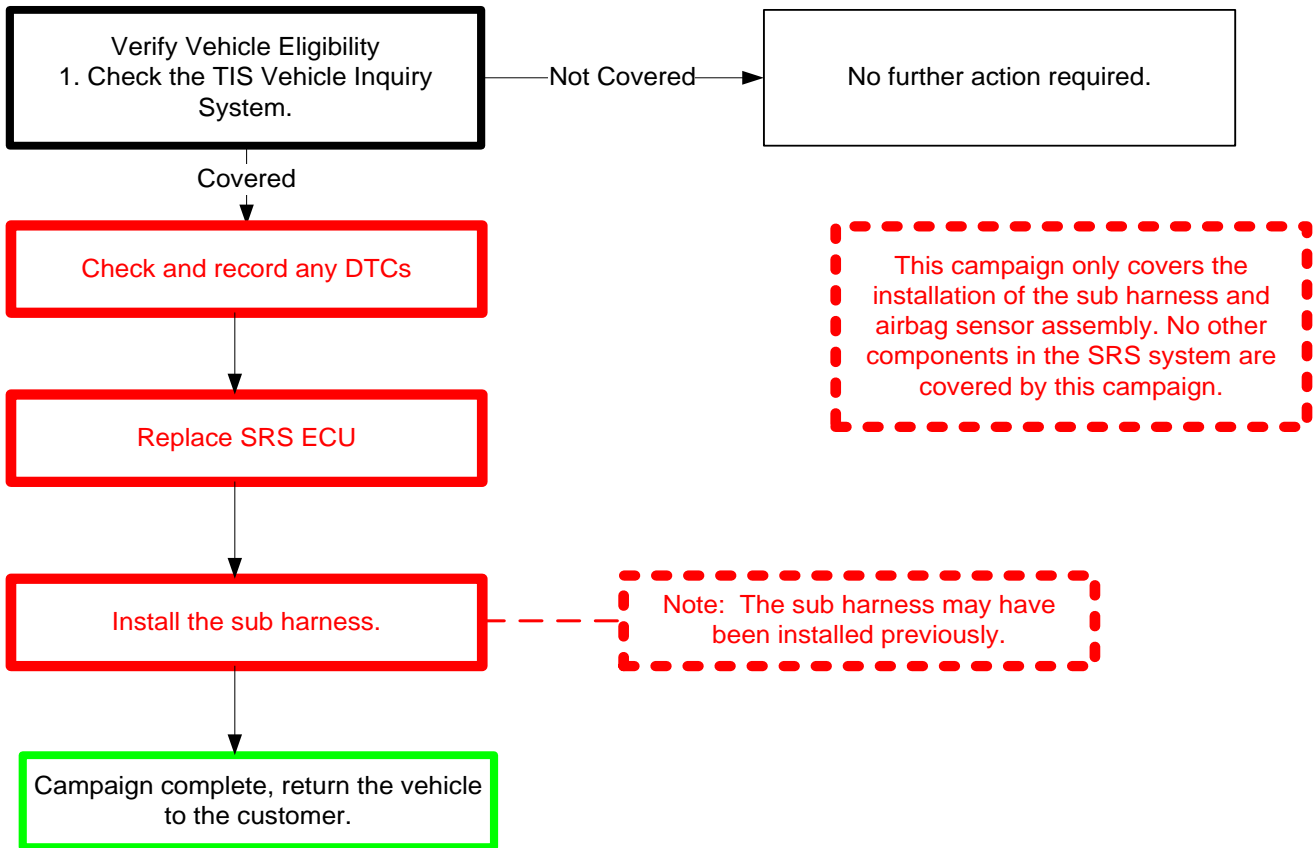 Verify Vehicle Eligibility
1. Check the TIS Vehicle Inquiry
System.
Not Covered
No further action required.
Covered
Check and record any DTCs
This campaign only covers the
installation of the sub harness and
airbag sensor assembly. No other
components in the SRS system are
covered by this campaign.
Replace SRS ECU
Install the sub harness.
Note:  The sub harness may have
been installed previously.
Campaign complete, return the vehicle
to the customer.